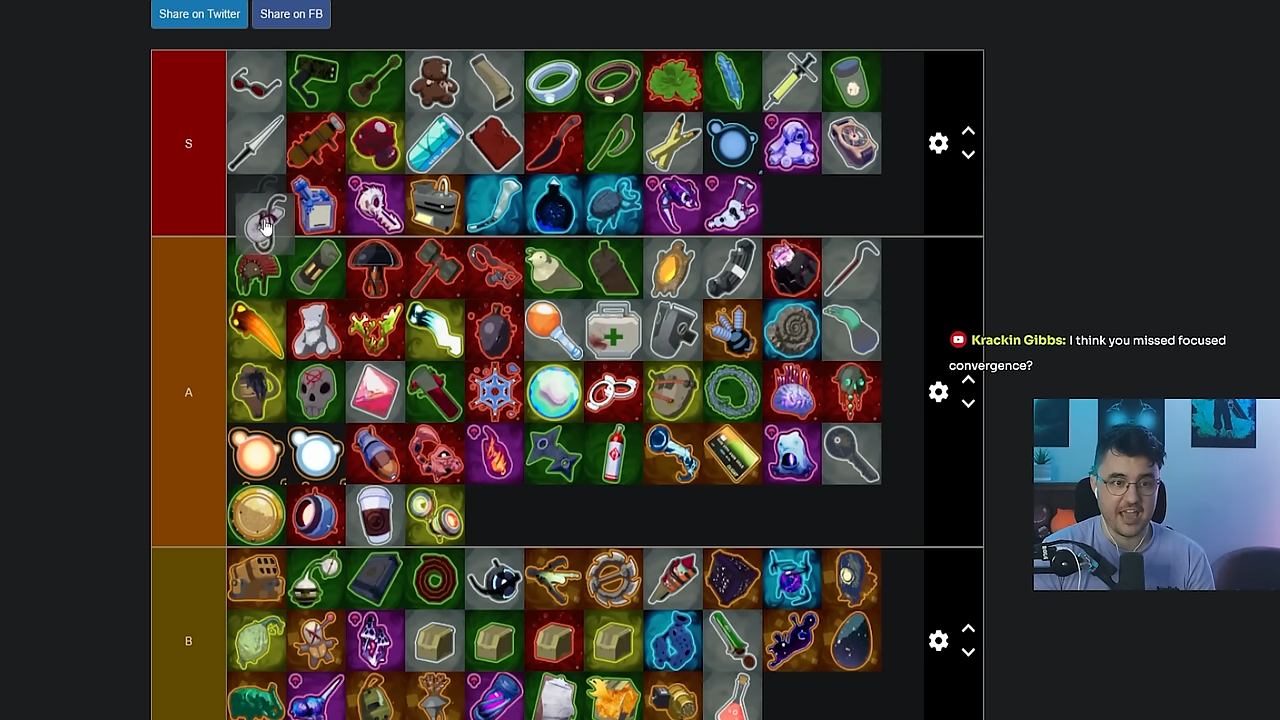 Share on Twitter
Share on FB
S
A
Krackin Gibbs: I think you missed focused
convergence?
B